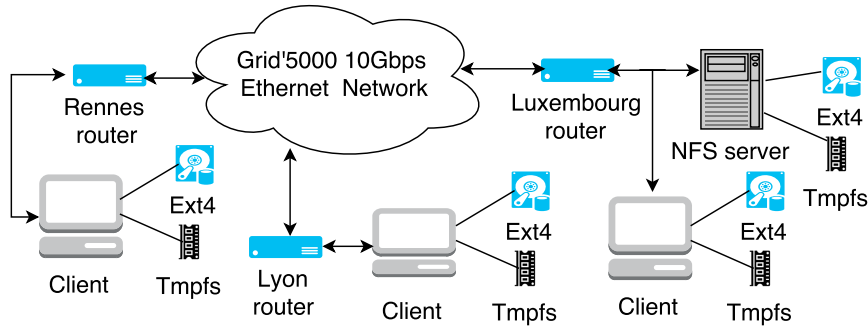 Grid'5000 10Gbps
Ethernet Network
Rennes
router
Luxembourg
router
NFS server
Ext4
Tmpfs
Client
Ext4
Tmpfs
Lyon
router
Client
Ext4
Tmpfs
Client
Ext4
Tmpfs